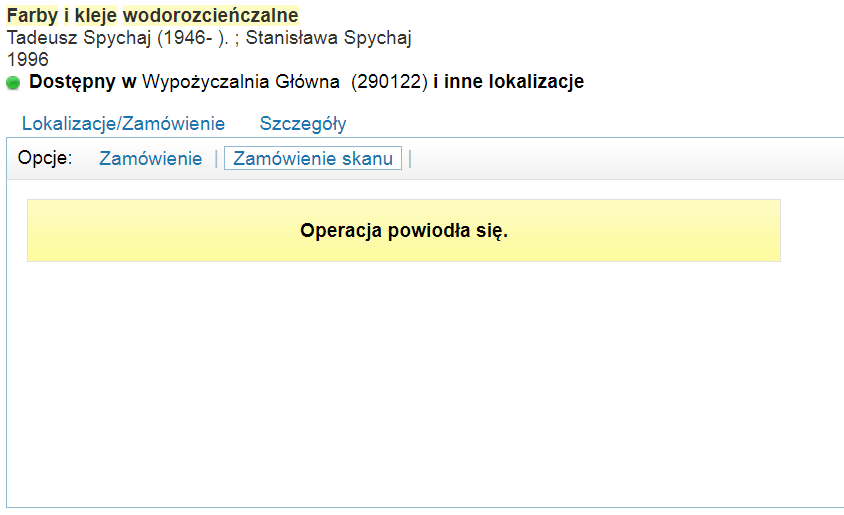 Farby i kleje wodorozcieńczalne
Tadeusz Spychaj (1946- ). ; Stanisława Spychaj
1996
Dostępny w Wypożyczalnia Główna (290122) i inne lokalizacje
Lokalizacje/Zamówienie Szczegóły
Opcje: Zamówienie | Zamówienie skanu |
Operacja powiodła się.